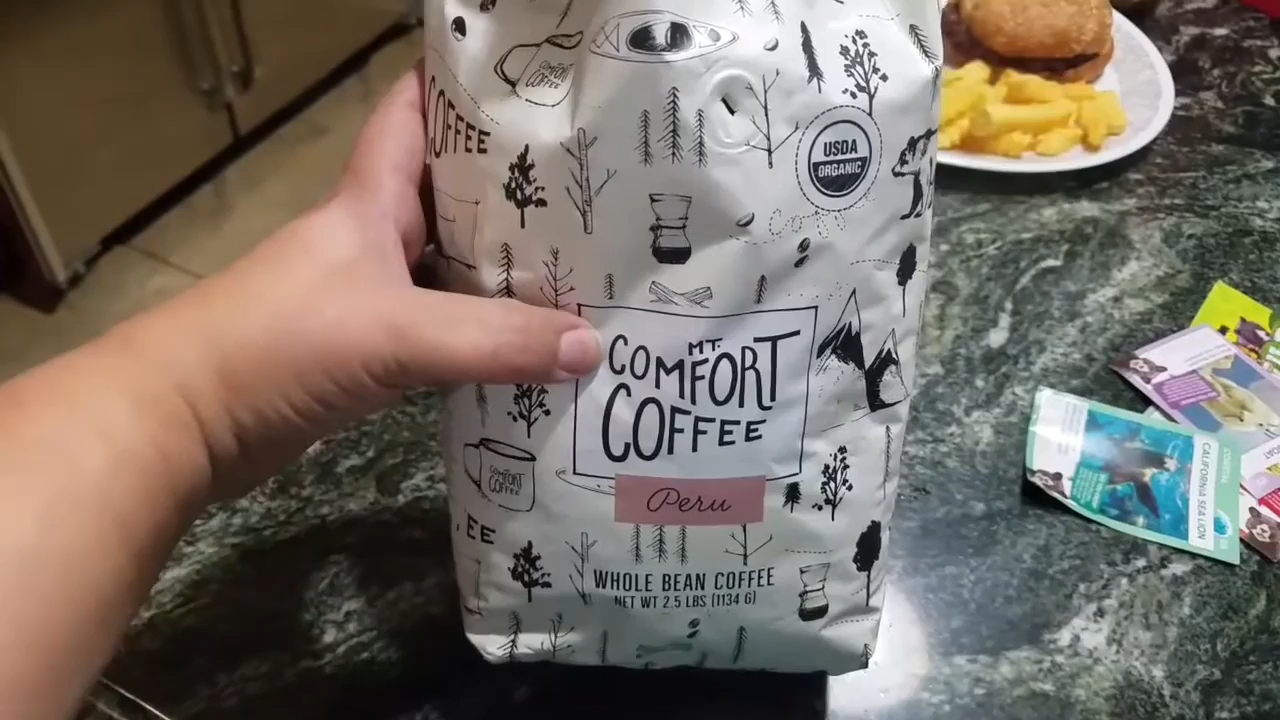 COMFORT
COFFEE
COFFEE
USDA
ORGANIC
Coffee
MT.
COMFORT
COFFEE
COMFORT
COFFEE
Peru
EE
WHOLE BEAN COFFEE
NET WT 2.5 LBS (1134 G)
CALIFORNIA SEA LION